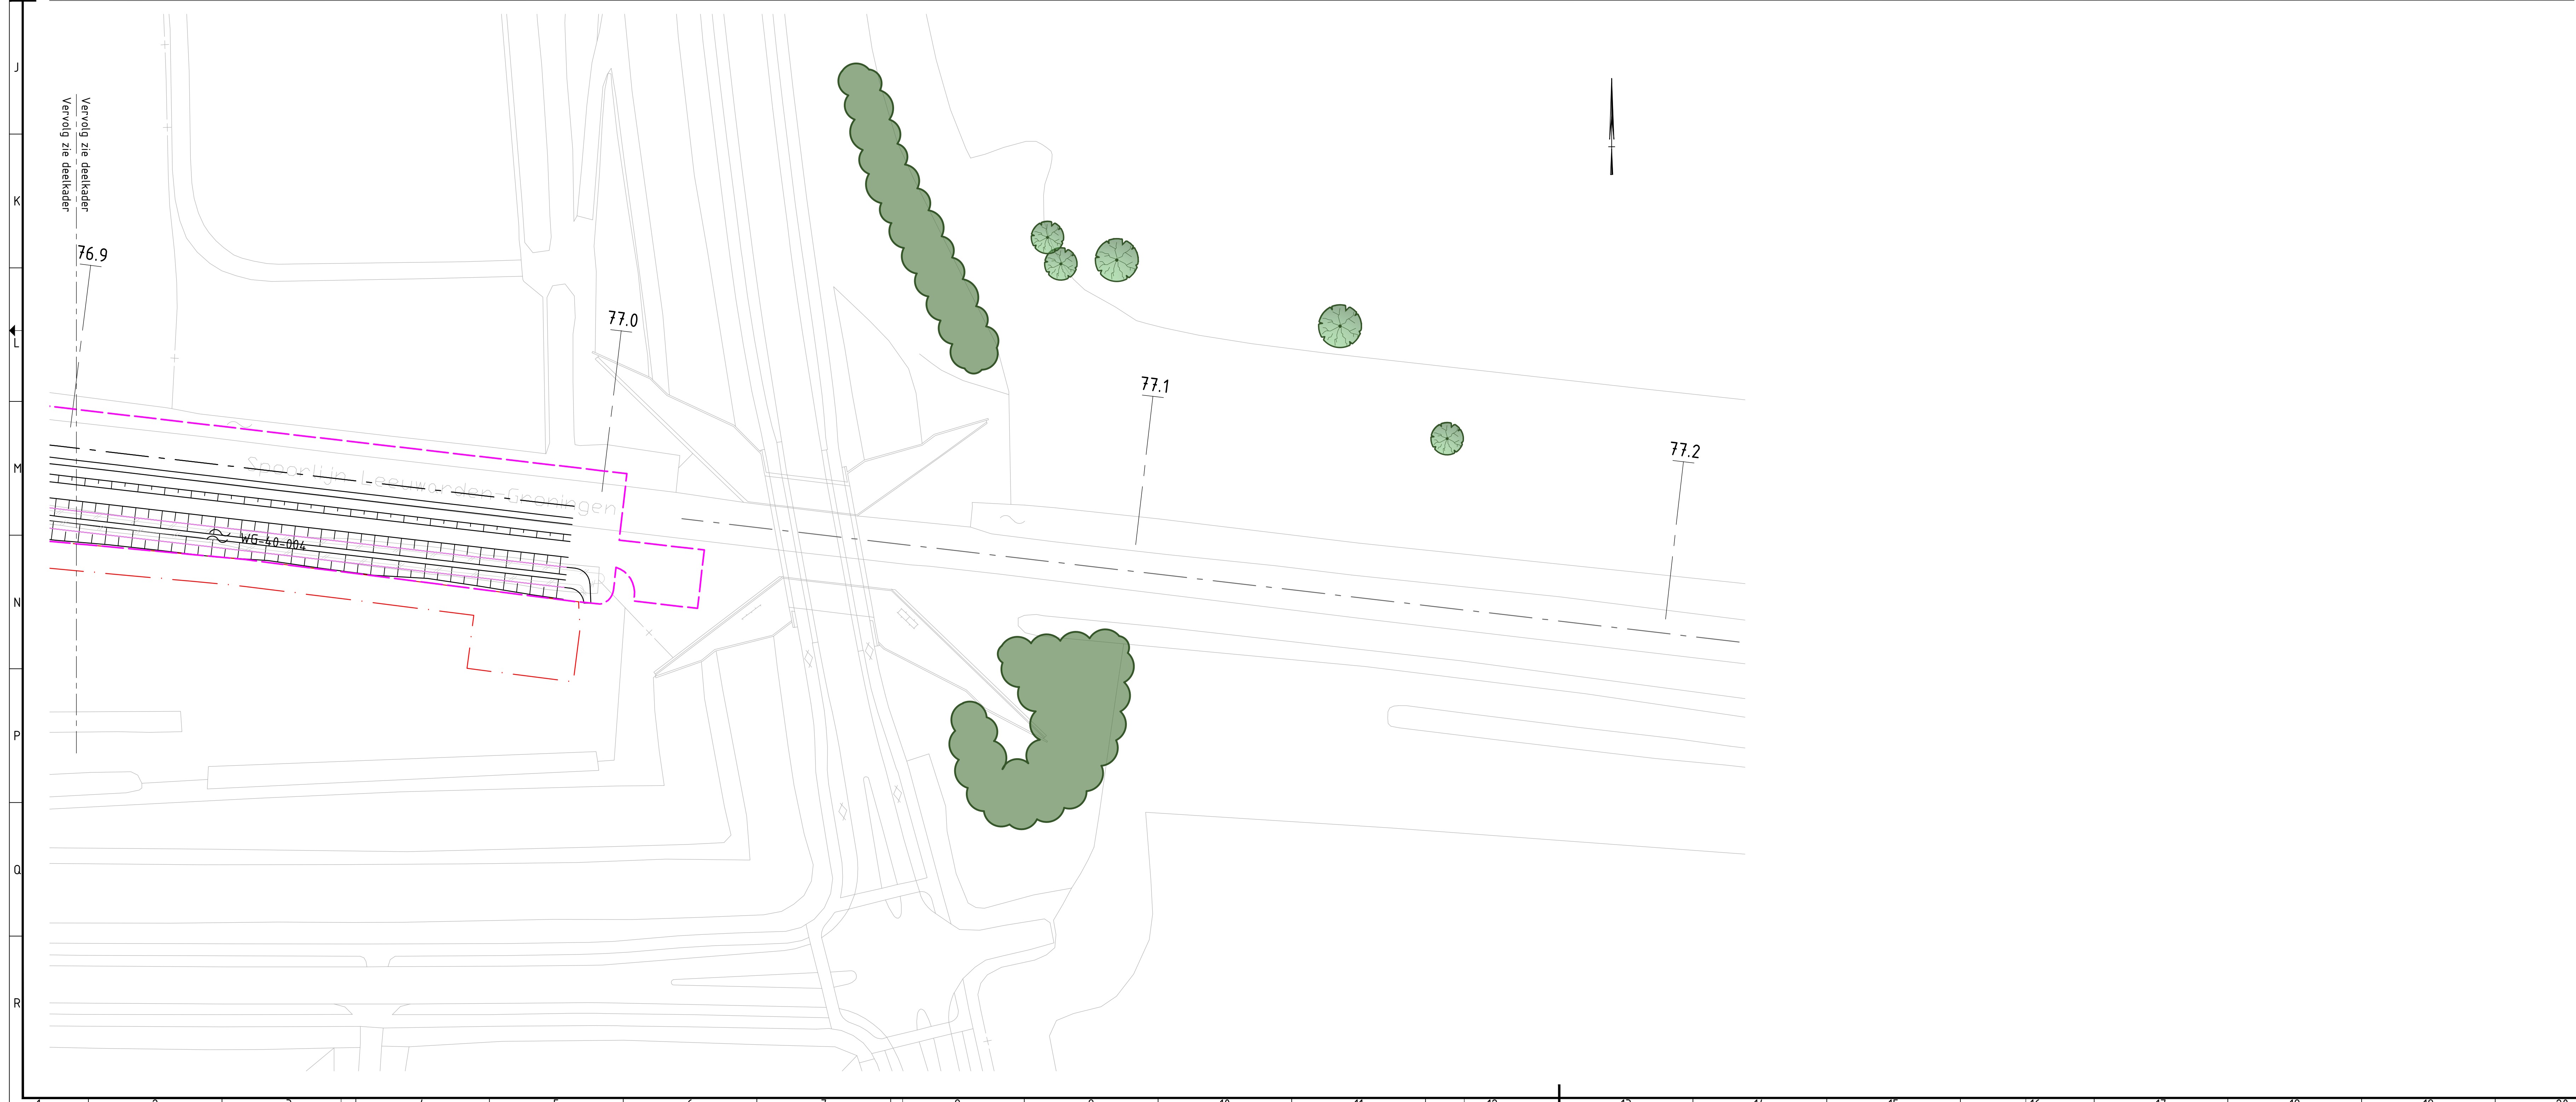 J
K
L
M
N
P
Q
R
Vervolg zie deelkader
Vervolg zie deelkader
76.9
77.0
77.1
77.2
Spoorlijn Leeuwarden-Groningen
WG-40-004